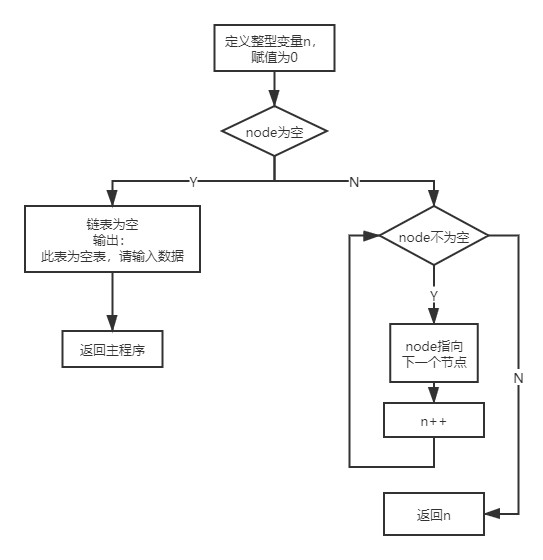 定义整型变量n，
赋值为0
node为空
Y
N
链表为空
输出：
此表为空表，请输入数据
返回主程序
node不为空
Y
node指向
下一个节点
N
n++
返回n